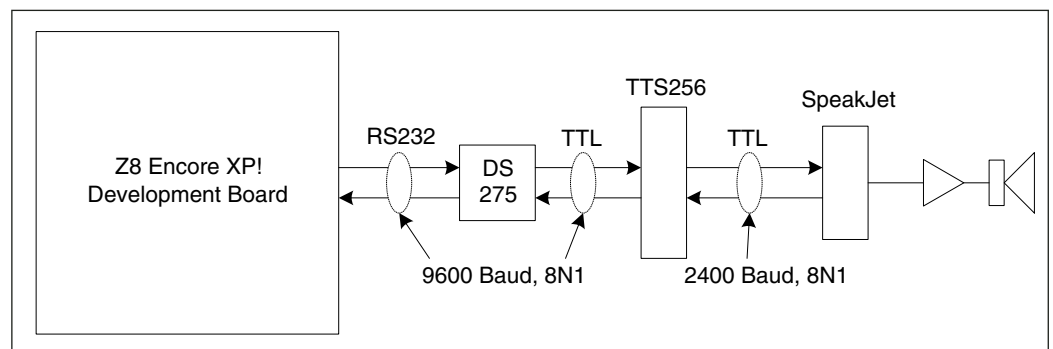 Z8 Encore XP!
Development Board
RS232
DS
275
TTL
TTS256
TTL
SpeakJet
9600 Baud, 8N1
2400 Baud, 8N1